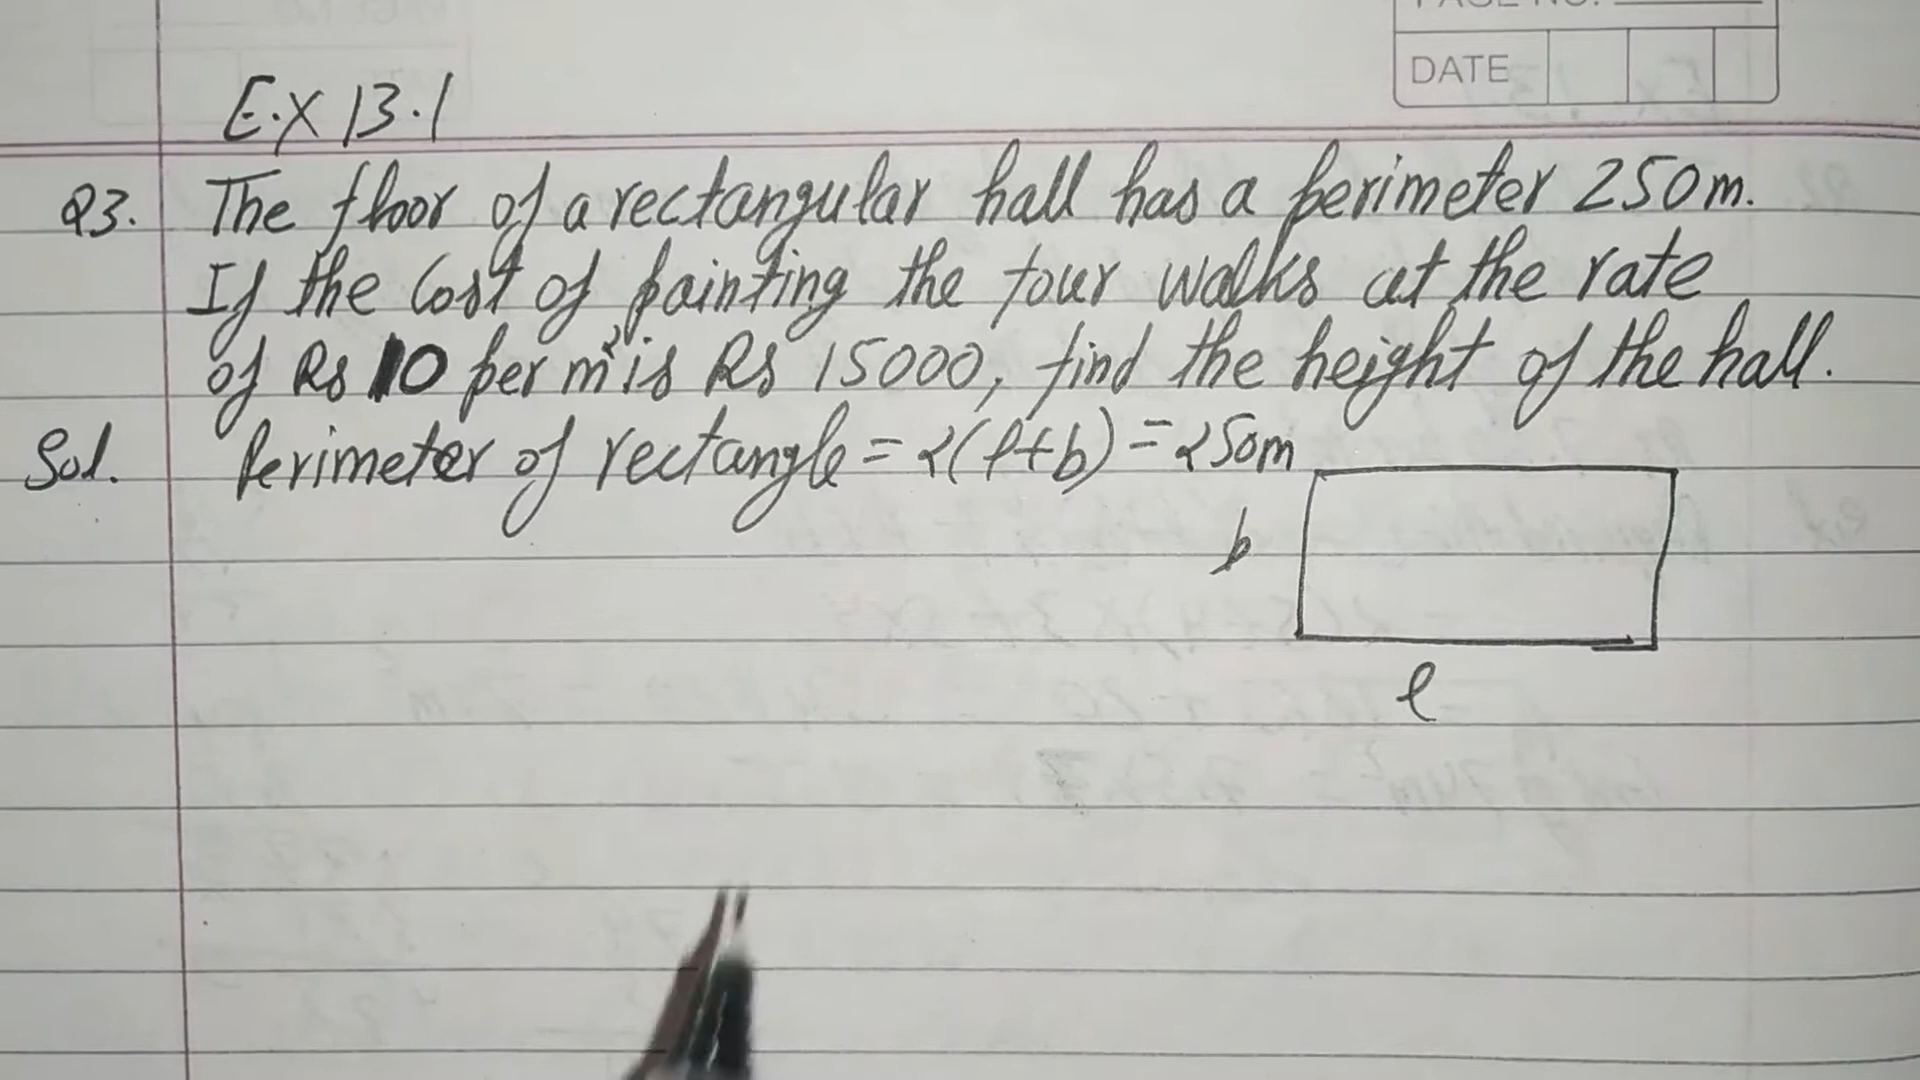 PAGE NO.
DATE
E.X 13.1
Q3. The floor of a rectangular hall has a perimeter 250m.
If the Cost of painting the four walls at the rate
of Rs 10 per m² is Rs 15000, find the height of the hall.
Sol. Perimeter of rectangle = 2(l+b) = 250m
b
l